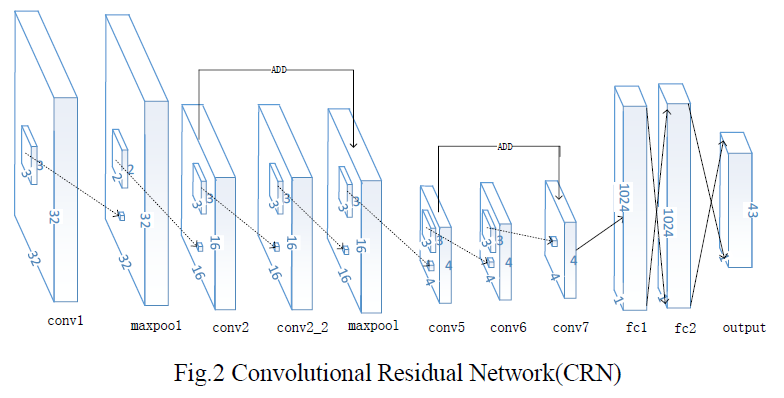 ADD
ADD
3 3 2 2 3 3 3 3 3 3 3 3 3 3
32 32 16 16 16 4 4 4 1024 1024 43
32 32 16 16 16 4 4 4 1 1 1
conv1 maxpool conv2 conv2_2 maxpool conv5 conv6 conv7 fc1 fc2 output
Fig.2 Convolutional Residual Network(CRN)